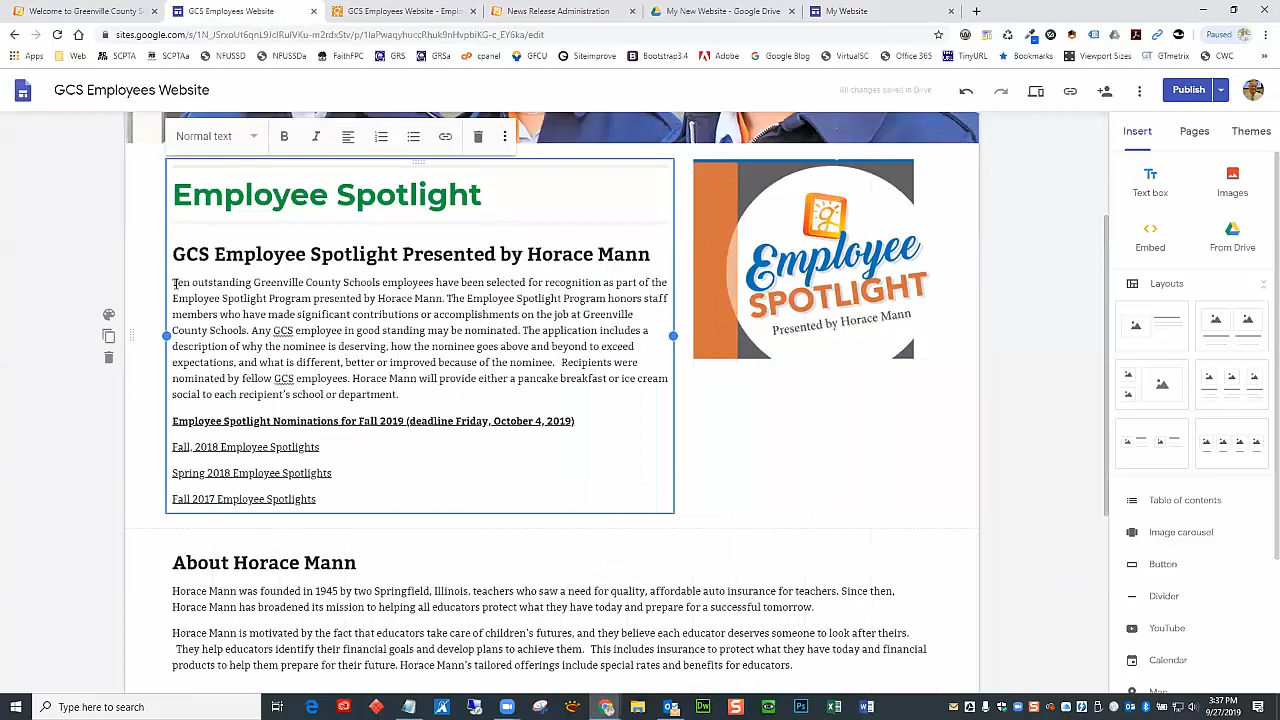 Welcome to Greenville County S
GCS Employees Website
GCS Employees Website - Emplo
News Release Administration
My New Website - Google Drive
My Website
sites.google.com/s/1N_JSrxoUt6qnL9JclRuIVKu-m2rdxStv/p/1IaPwaqyhuccRhuk9nHvpbiKG-c_EY6ka/edit
Paused
Apps
Web
SCPTA
SCPTAa
NFUSSD
NFUSSDa
FaithFPC
GRS
GRSa
cpanel
GFCU
Siteimprove
Bootstrap3.4
Adobe
Google Blog
VirtualSC
Office 365
TinyURL
Bookmarks
Viewport Sizes
GTmetrix
CWC
GCS Employees Website
All changes saved in Drive
Publish
Normal text
Insert
Pages
Themes
Employee Spotlight
GCS Employee Spotlight Presented by Horace Mann
Ten outstanding Greenville County Schools employees have been selected for recognition as part of the
Employee Spotlight Program presented by Horace Mann. The Employee Spotlight Program honors staff
members who have made significant contributions or accomplishments on the job at Greenville
County Schools. Any GCS employee in good standing may be nominated. The application includes a
description of why the nominee is deserving, how the nominee goes above and beyond to exceed
expectations, and what is different, better or improved because of the nominee. Recipients were
nominated by fellow GCS employees. Horace Mann will provide either a pancake breakfast or ice cream
social to each recipient's school or department.
Employee Spotlight Nominations for Fall 2019 (deadline Friday, October 4, 2019)
Fall, 2018 Employee Spotlights
Spring 2018 Employee Spotlights
Fall 2017 Employee Spotlights
g
Employee
SPOTLIGHT
Presented by Horace Mann
About Horace Mann
Horace Mann was founded in 1945 by two Springfield, Illinois, teachers who saw a need for quality, affordable auto insurance for teachers. Since then,
Horace Mann has broadened its mission to helping all educators protect what they have today and prepare for a successful tomorrow.
Horace Mann is motivated by the fact that educators take care of children's futures, and they believe each educator deserves someone to look after theirs.
They help educators identify their financial goals and develop plans to achieve them. This includes insurance to protect what they have today and financial
products to help them prepare for their future. Horace Mann's tailored offerings include special rates and benefits for educators.
Text box
Images
Embed
From Drive
Layouts
Table of contents
Image carousel
Button
Divider
YouTube
Calendar
Map
Type here to search
3:37 PM
9/27/2019